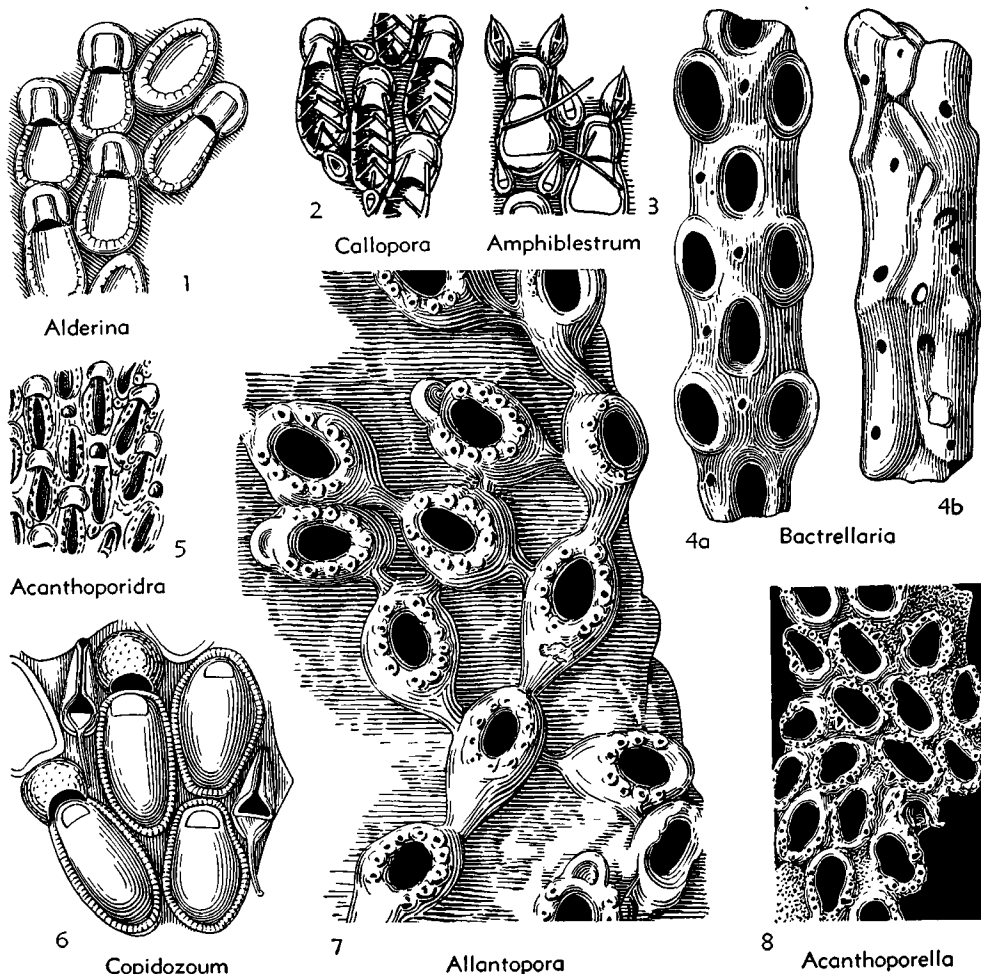 1
Alderina
2
Callopora
3
Amphiblestrum
4a
4b
Bactrellaria
5
Acanthoporidra
6
Copidozoum
7
Allantopora
8
Acanthoporella